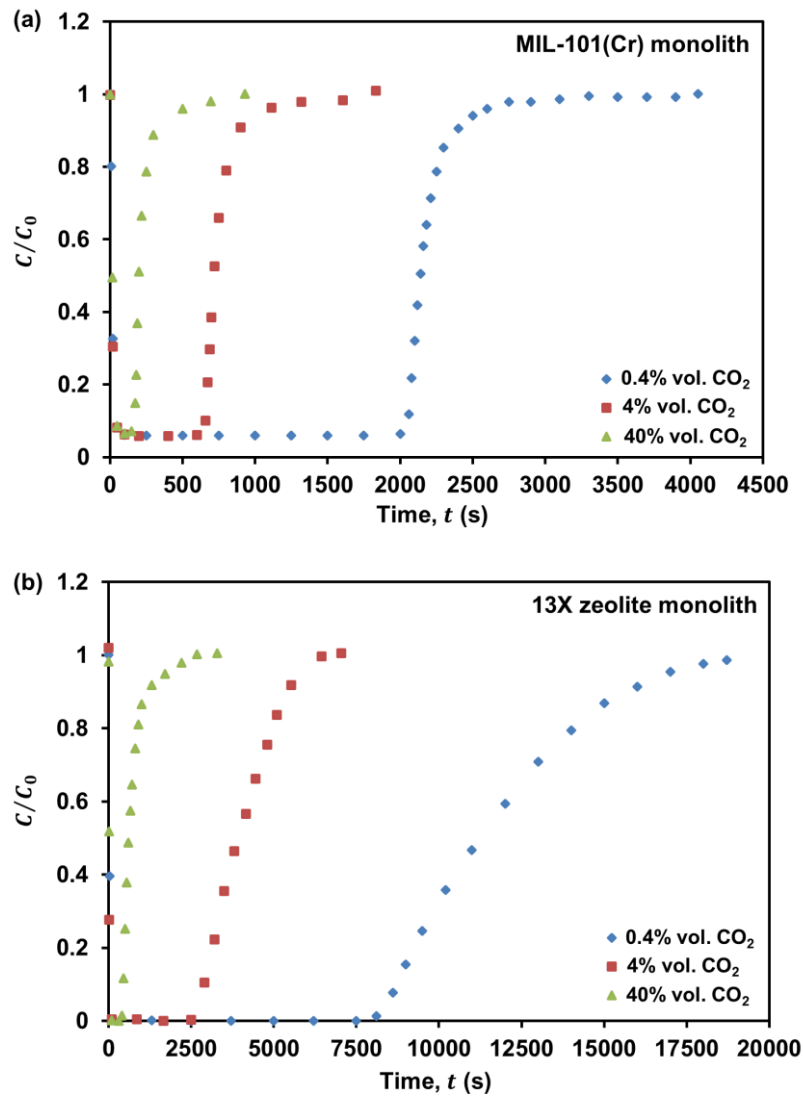 (a)
MIL-101(Cr) monolith
1.2
1
0.8
0.6
0.4
0.2
0
C/C₀
0.4% vol. CO₂
4% vol. CO₂
40% vol. CO₂
0 500 1000 1500 2000 2500 3000 3500 4000 4500
Time, t (s)
(b)
13X zeolite monolith
1.2
1
0.8
0.6
0.4
0.2
0
C/C₀
0.4% vol. CO₂
4% vol. CO₂
40% vol. CO₂
0 2500 5000 7500 10000 12500 15000 17500 20000
Time, t (s)